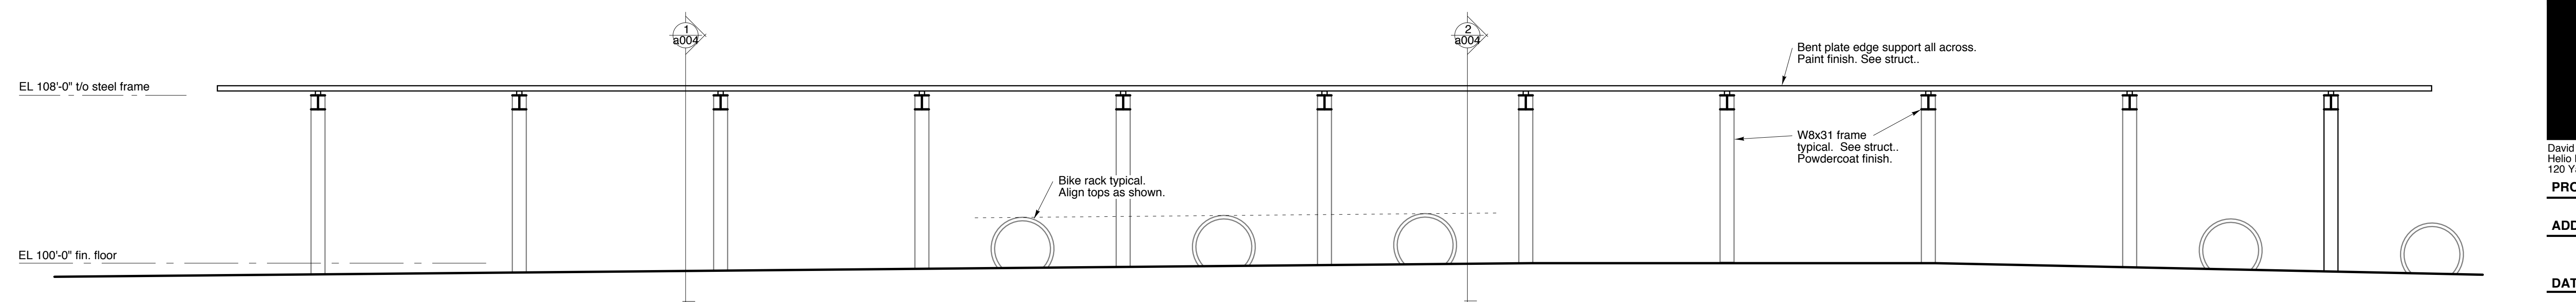 1
a004
2
a004
Bent plate edge support all across.
Paint finish. See struct..
EL 108'-0" t/o steel frame
W8x31 frame
typical.  See struct..
Powdercoat finish.
Bike rack typical.
Align tops as shown.
EL 100'-0" fin. floor
David
Helio
120 Y
PRO
ADD
DAT